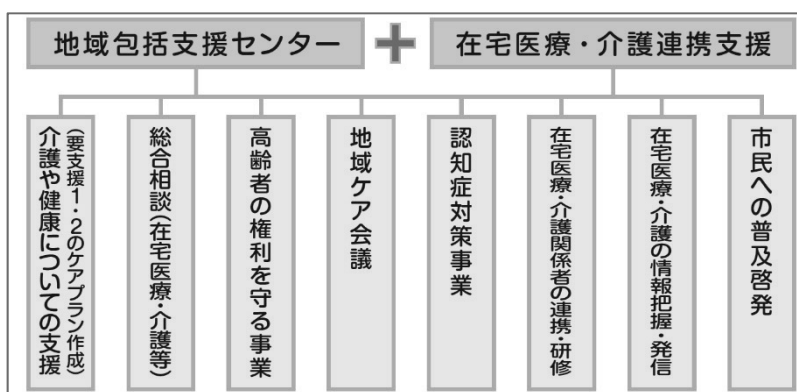 地域包括支援センター
+
在宅医療・介護連携支援
介護や健康についての支援
(要支援1・2のケアプラン作成)
総合相談(在宅医療・介護等)
高齢者の権利を守る事業
地域ケア会議
認知症対策事業
在宅医療・介護関係者の連携・研修
在宅医療・介護の情報把握・発信
市民への普及啓発